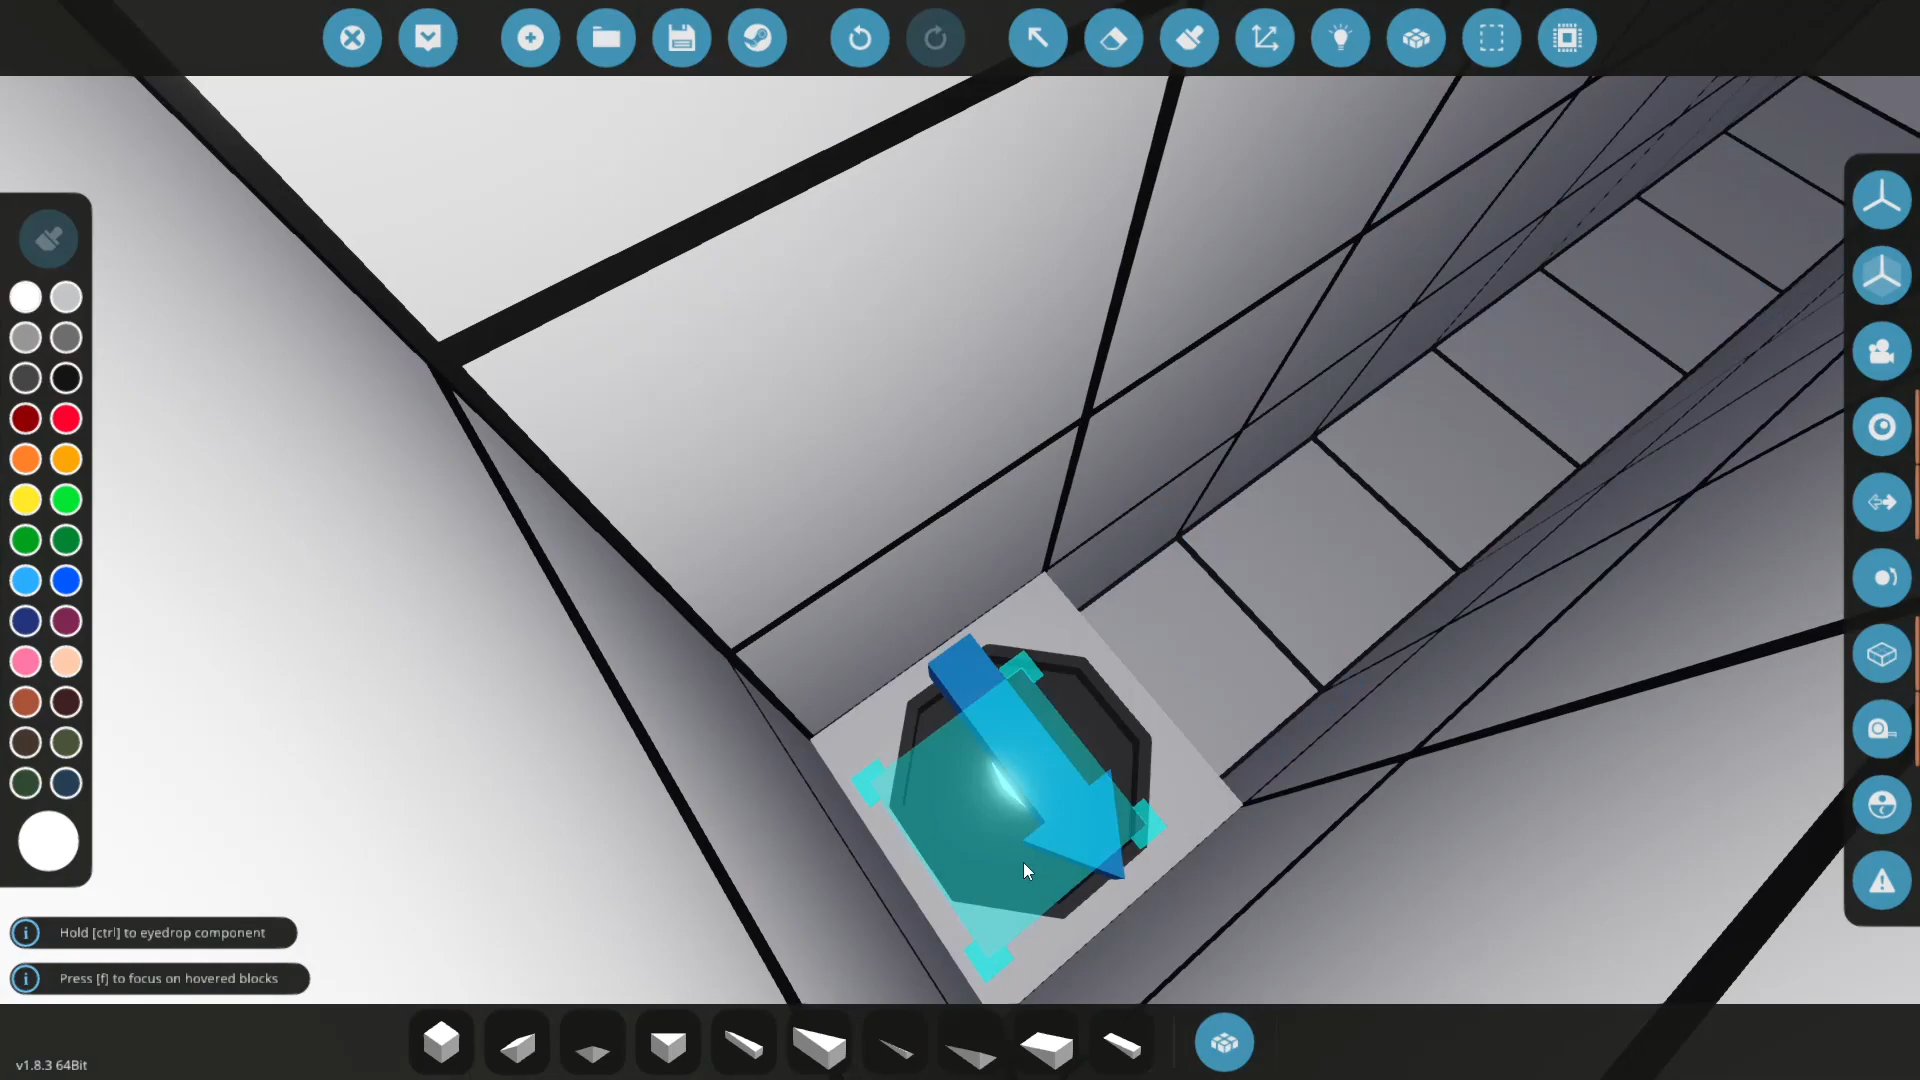 Hold [ctrl] to eyedrop component
Press [f] to focus on hovered blocks
v1.8.3 64Bit